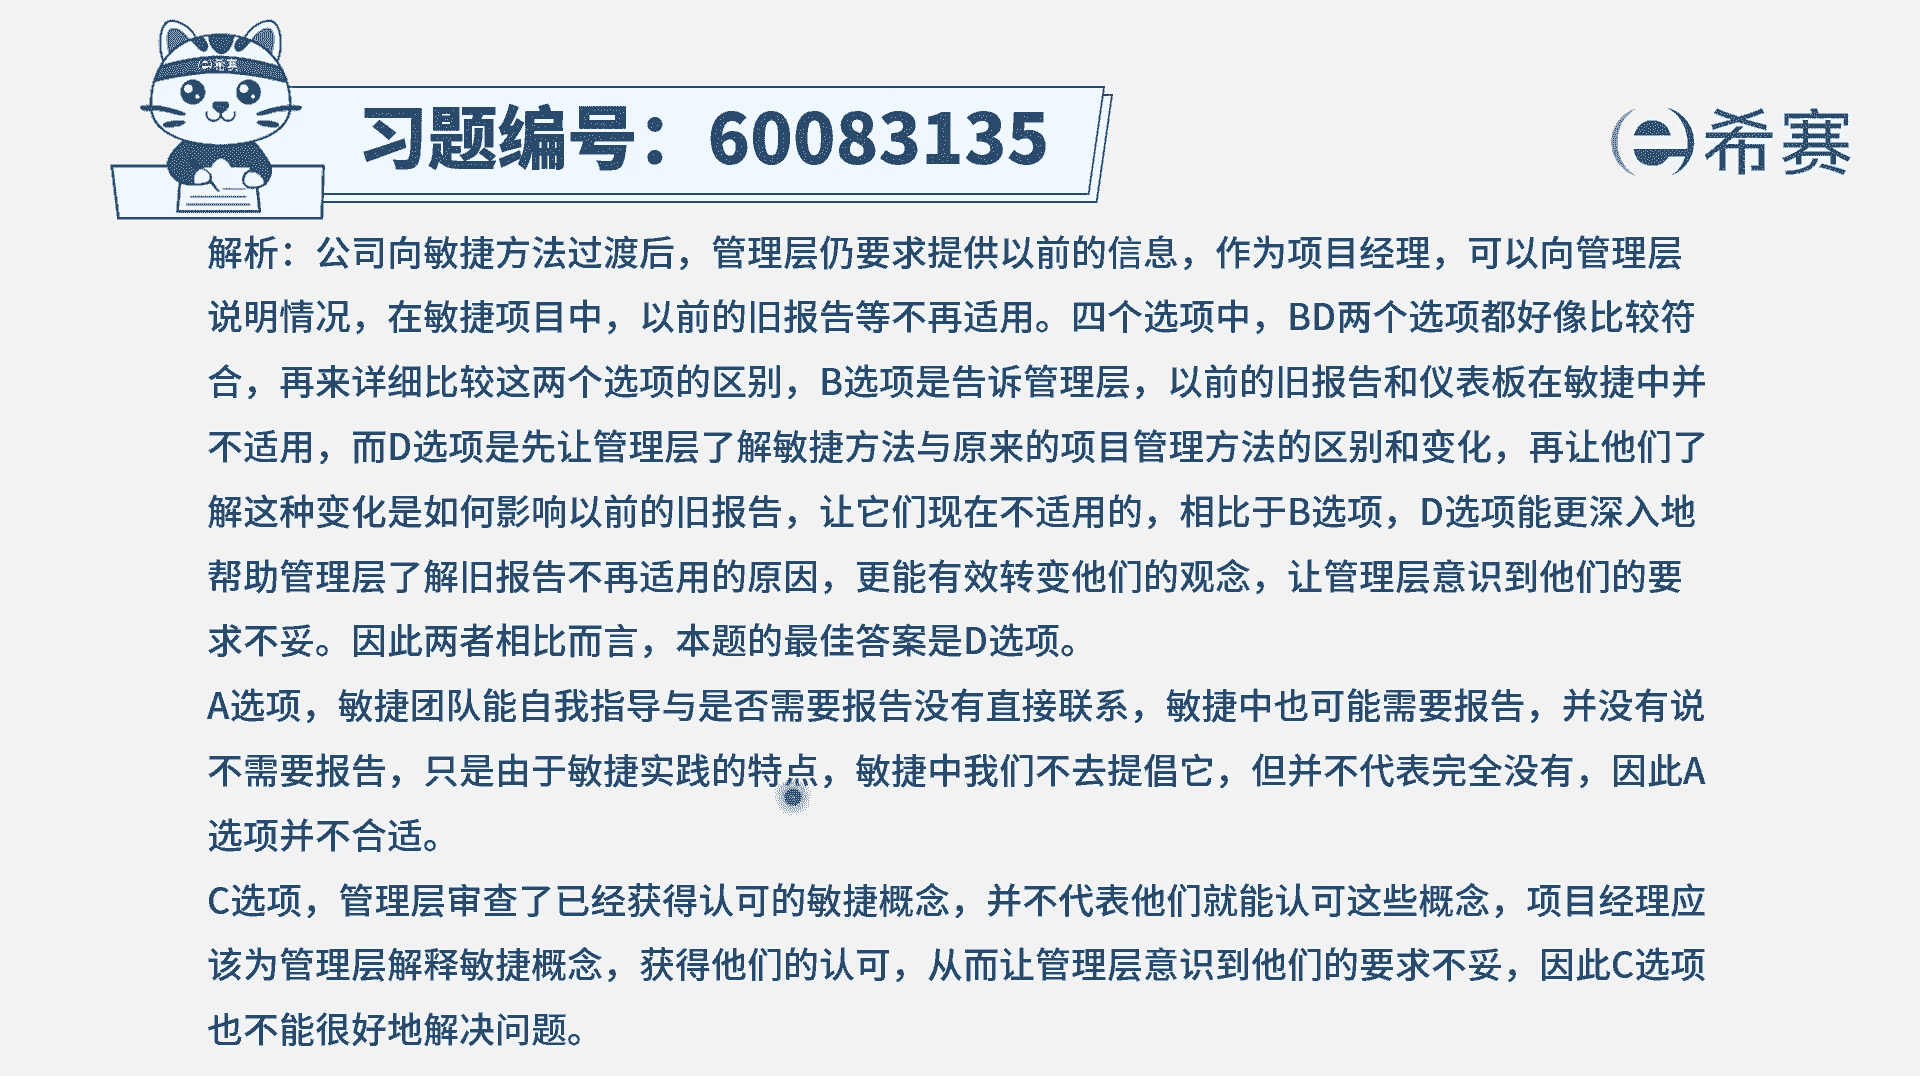 e希赛
习题编号：60083135
e希赛
解析：公司向敏捷方法过渡后，管理层仍要求提供以前的信息，作为项目经理，可以向管理层
说明情况，在敏捷项目中，以前的旧报告等不再适用。四个选项中，BD两个选项都好像比较符
合，再来详细比较这两个选项的区别，B选项是告诉管理层，以前的旧报告和仪表板在敏捷中并
不适用，而D选项是先让管理层了解敏捷方法与原来的项目管理方法的区别和变化，再让他们了
解这种变化是如何影响以前的旧报告，让它们现在不适用的，相比于B选项，D选项能更深入地
帮助管理层了解旧报告不再适用的原因，更能有效转变他们的观念，让管理层意识到他们的要
求不妥。因此两者相比而言，本题的最佳答案是D选项。
A选项，敏捷团队能自我指导与是否需要报告没有直接联系，敏捷中也可能需要报告，并没有说
不需要报告，只是由于敏捷实践的特点，敏捷中我们不去提倡它，但并不代表完全没有，因此A
选项并不合适。
C选项，管理层审查了已经获得认可的敏捷概念，并不代表他们就能认可这些概念，项目经理应
该为管理层解释敏捷概念，获得他们的认可，从而让管理层意识到他们的要求不妥，因此C选项
也不能很好地解决问题。